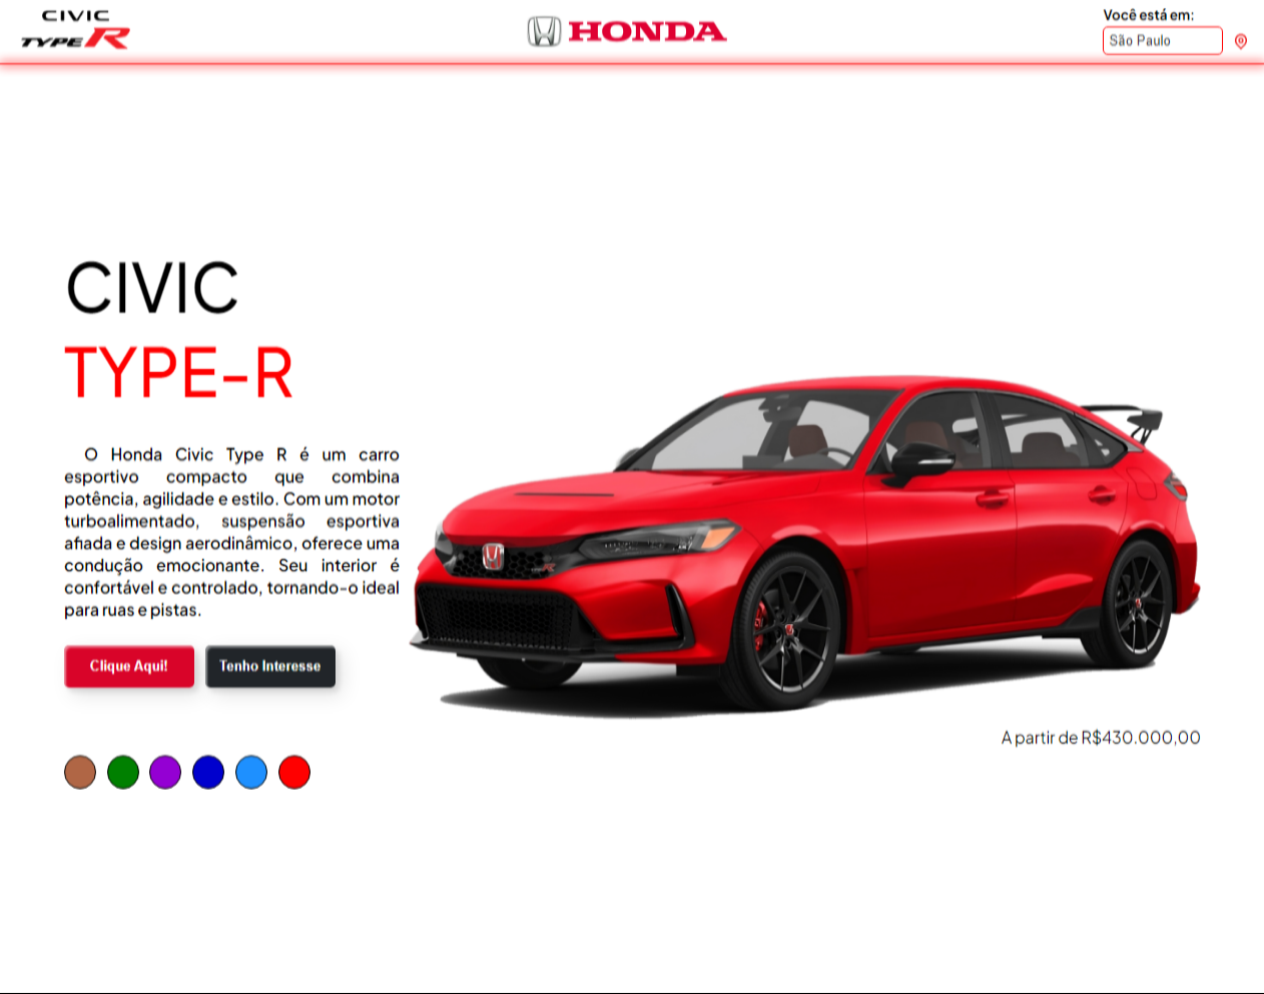 CIVIC
TYPE R
HONDA
Você está em:
São Paulo
CIVIC
TYPE-R
O Honda Civic Type R é um carro
esportivo compacto que combina
potência, agilidade e estilo. Com um motor
turboalimentado, suspensão esportiva
afiada e design aerodinâmico, oferece uma
condução emocionante. Seu interior é
confortável e controlado, tornando-o ideal
para ruas e pistas.
Clique Aqui!
Tenho Interesse
A partir de R$430.000,00